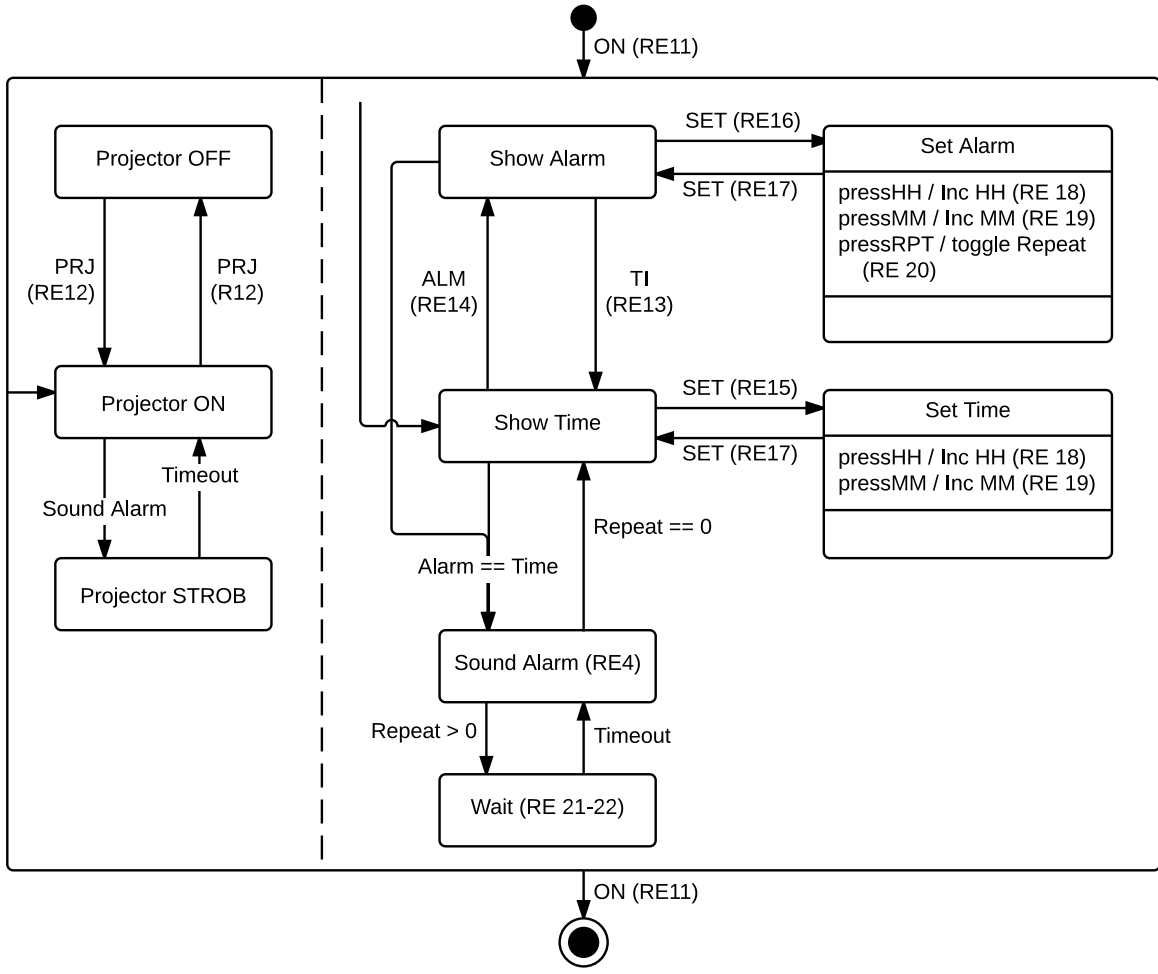 ON (RE11)
Projector OFF
PRJ
(RE12)
PRJ
(R12)
Projector ON
Sound Alarm
Timeout
Projector STROB
Show Alarm
SET (RE16)
SET (RE17)
Set Alarm
pressHH / Inc HH (RE 18)
pressMM / Inc MM (RE 19)
pressRPT / toggle Repeat
(RE 20)
ALM
(RE14)
TI
(RE13)
Show Time
SET (RE15)
SET (RE17)
Set Time
pressHH / Inc HH (RE 18)
pressMM / Inc MM (RE 19)
Repeat == 0
Alarm == Time
Sound Alarm (RE4)
Repeat > 0
Timeout
Wait (RE 21-22)
ON (RE11)